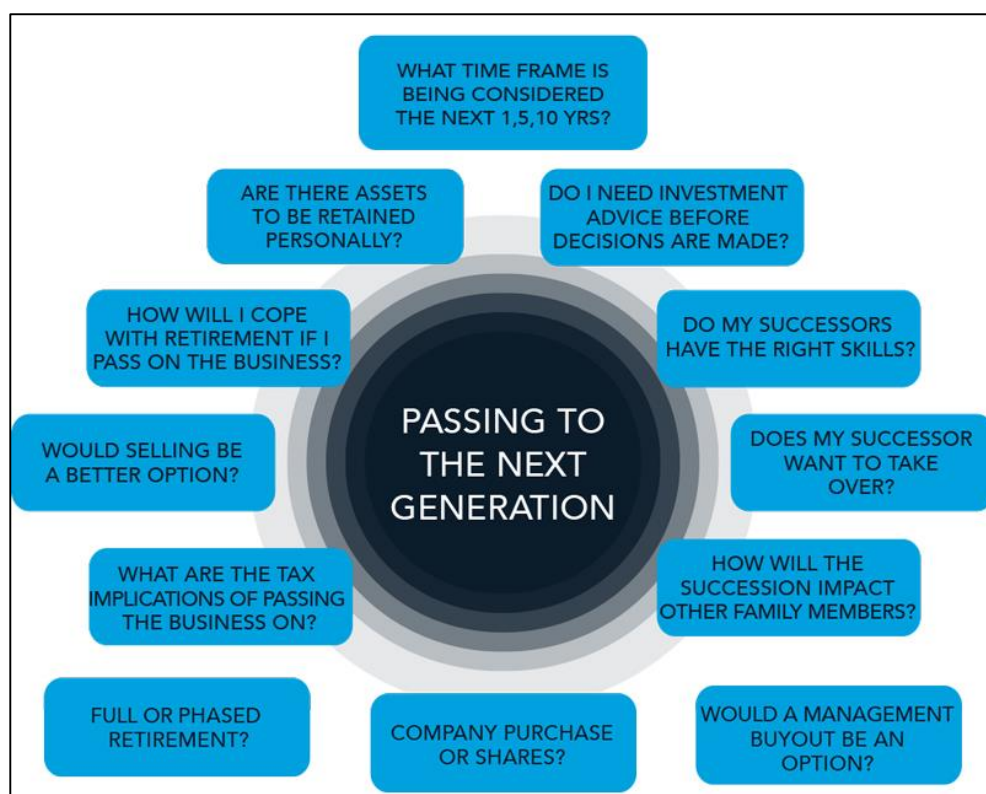 WHAT TIME FRAME IS
BEING CONSIDERED
THE NEXT 1,5,10 YRS?
ARE THERE ASSETS
TO BE RETAINED
PERSONALLY?
DO I NEED INVESTMENT
ADVICE BEFORE
DECISIONS ARE MADE?
HOW WILL I COPE
WITH RETIREMENT IF I
PASS ON THE BUSINESS?
DO MY SUCCESSORS
HAVE THE RIGHT SKILLS?
PASSING TO
THE NEXT
GENERATION
WOULD SELLING BE
A BETTER OPTION?
DOES MY SUCCESSOR
WANT TO TAKE
OVER?
WHAT ARE THE TAX
IMPLICATIONS OF PASSING
THE BUSINESS ON?
HOW WILL THE
SUCCESSION IMPACT
OTHER FAMILY MEMBERS?
FULL OR PHASED
RETIREMENT?
COMPANY PURCHASE
OR SHARES?
WOULD A MANAGEMENT
BUYOUT BE AN
OPTION?